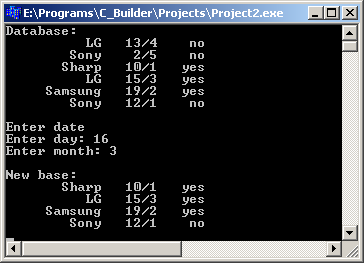 E:\Programs\C_Builder\Projects\Project2.exe
Database:
LG 13/4 no
Sony 2/5 no
Sharp 10/1 yes
LG 15/3 yes
Samsung 19/2 yes
Sony 12/1 no
Enter date
Enter day: 16
Enter month: 3
New base:
Sharp 10/1 yes
LG 15/3 yes
Samsung 19/2 yes
Sony 12/1 no